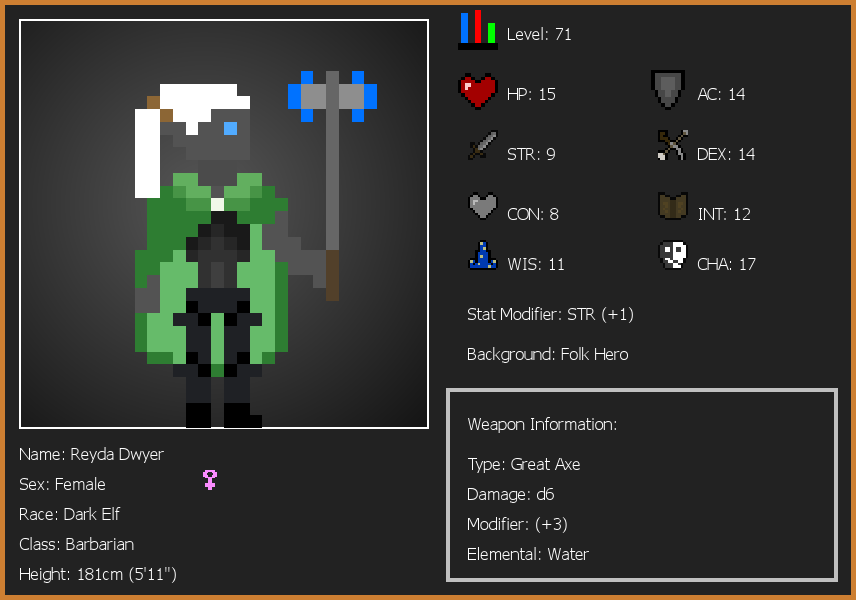 Level: 71
HP: 15
AC: 14
STR: 9
DEX: 14
CON: 8
INT: 12
WIS: 11
CHA: 17
Stat Modifier: STR (+1)
Background: Folk Hero
Weapon Information:
Type: Great Axe
Damage: d6
Modifier: (+3)
Elemental: Water
Name: Reyda Dwyer
Sex: Female
Race: Dark Elf
Class: Barbarian
Height: 181cm (5'11")